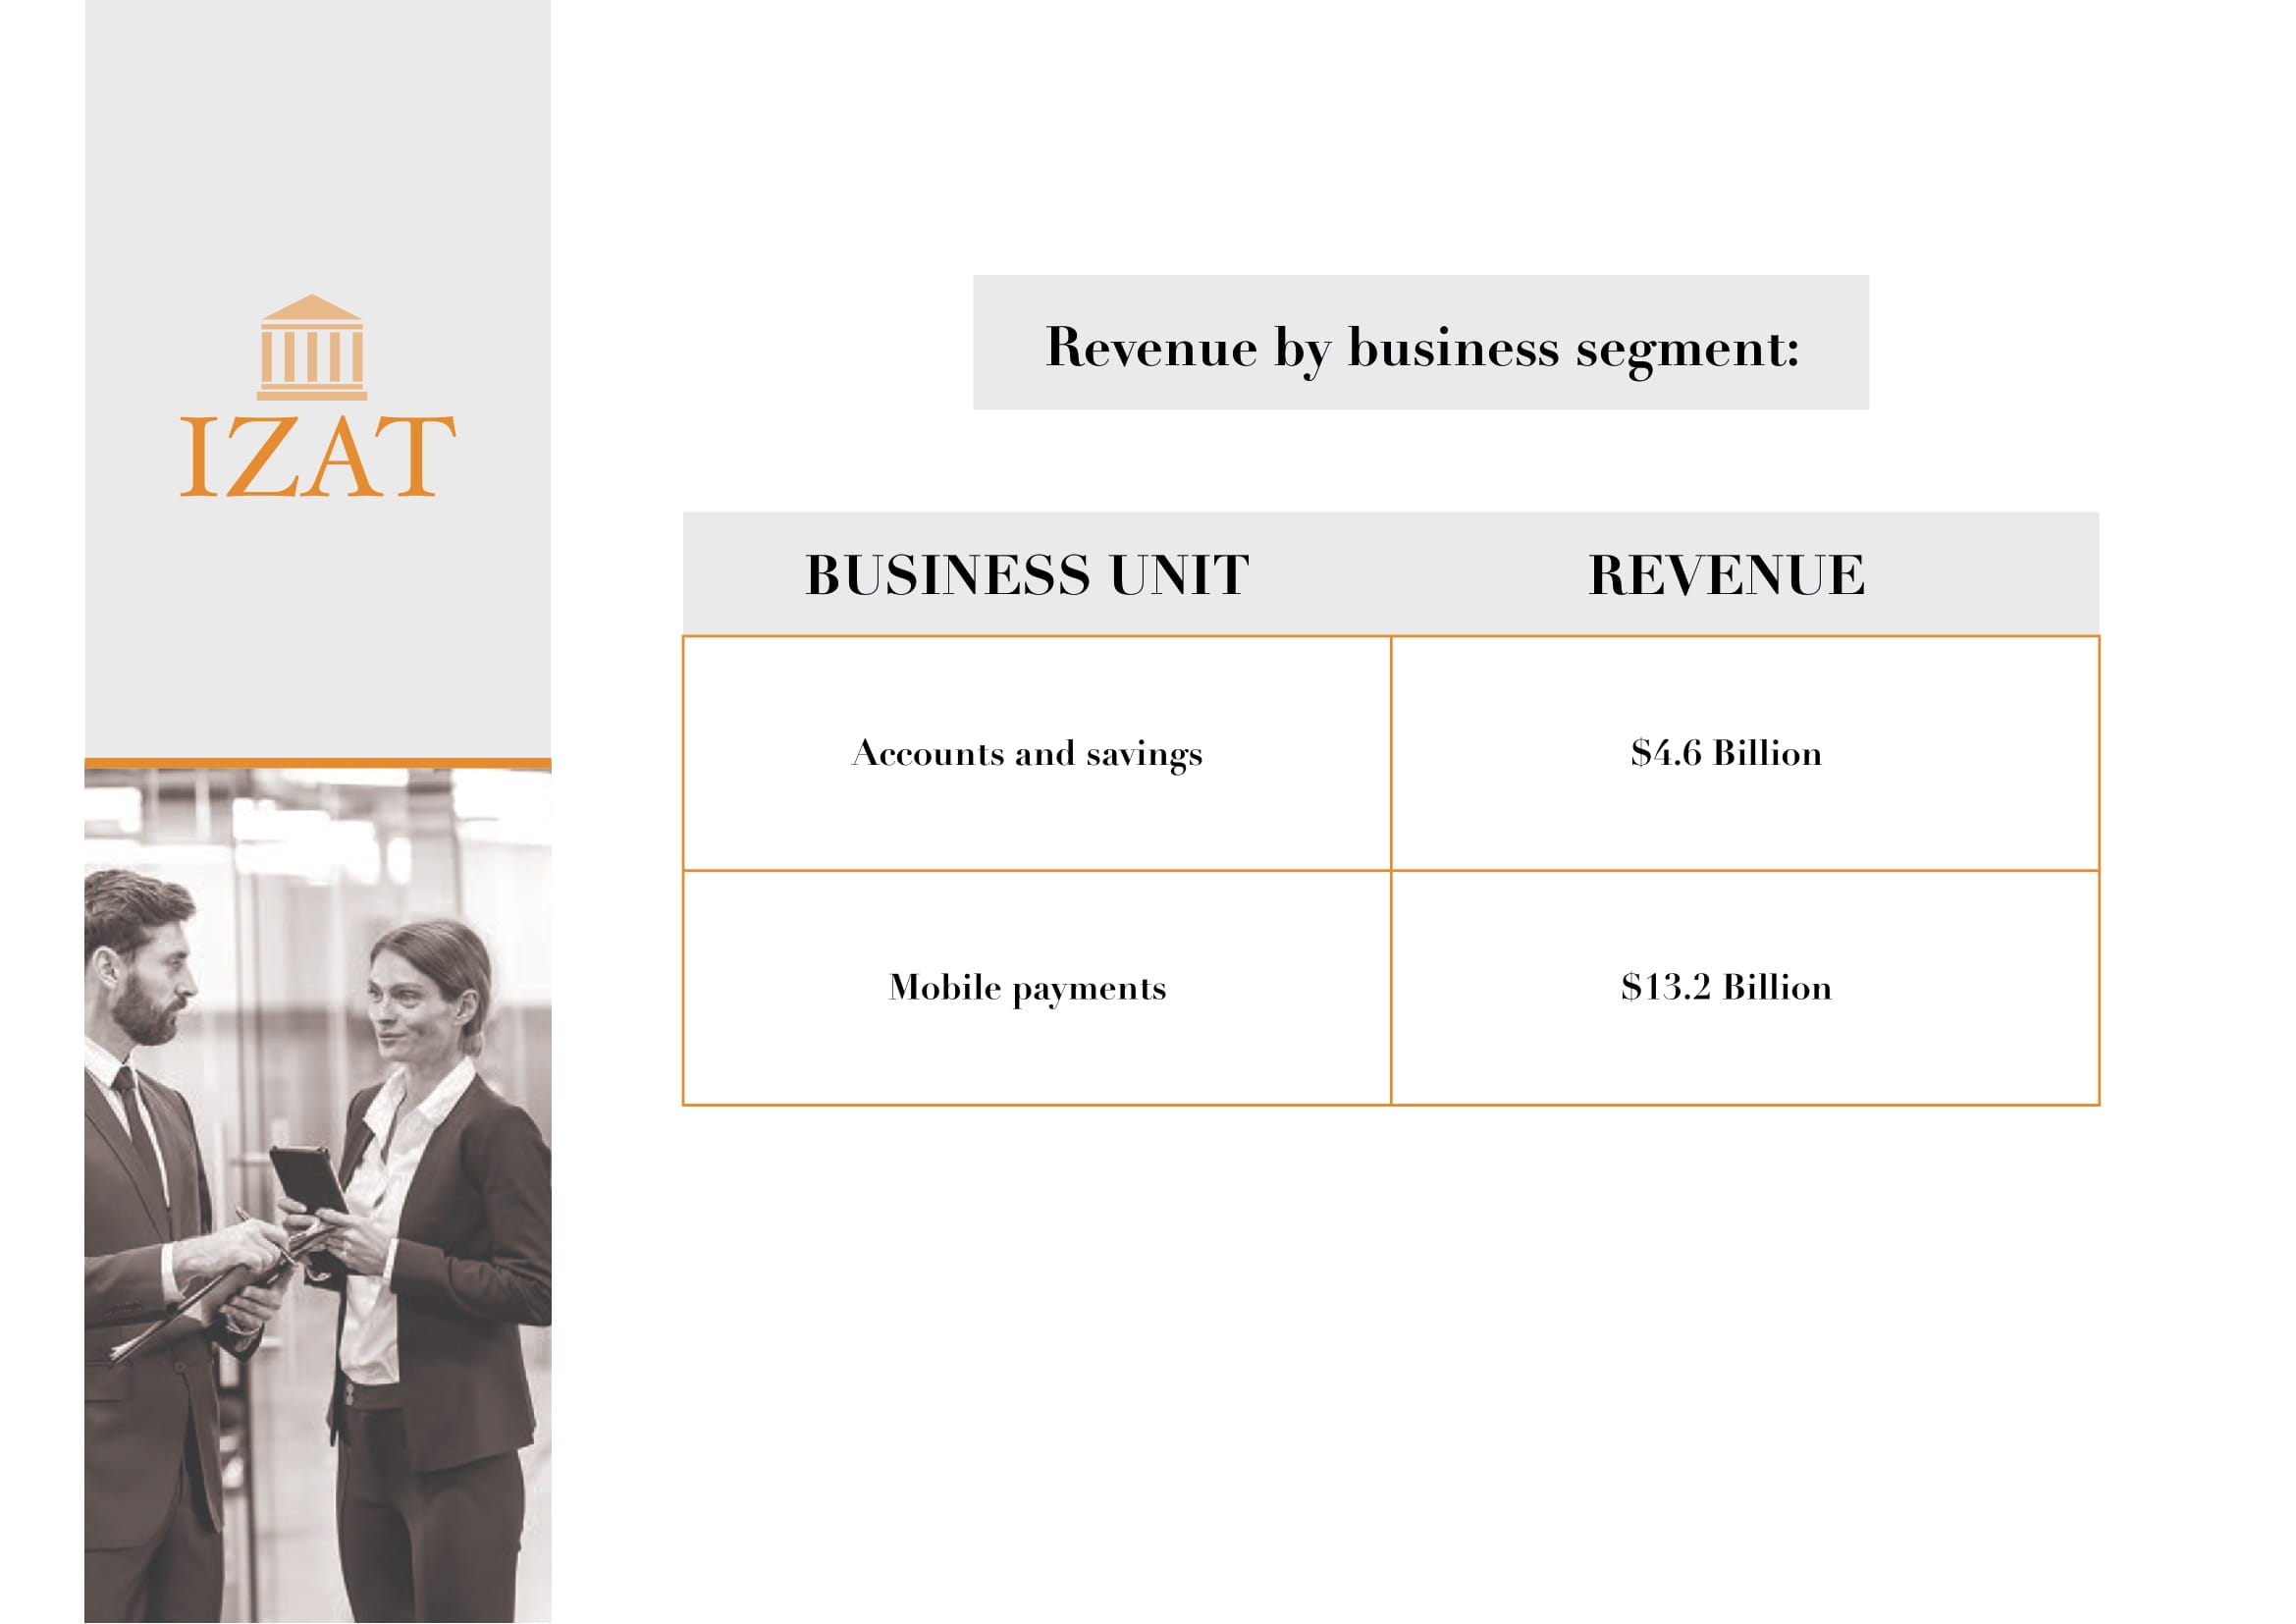 IZAT
Revenue by business segment:
BUSINESS UNIT REVENUE
Accounts and savings $4.6 Billion
Mobile payments $13.2 Billion